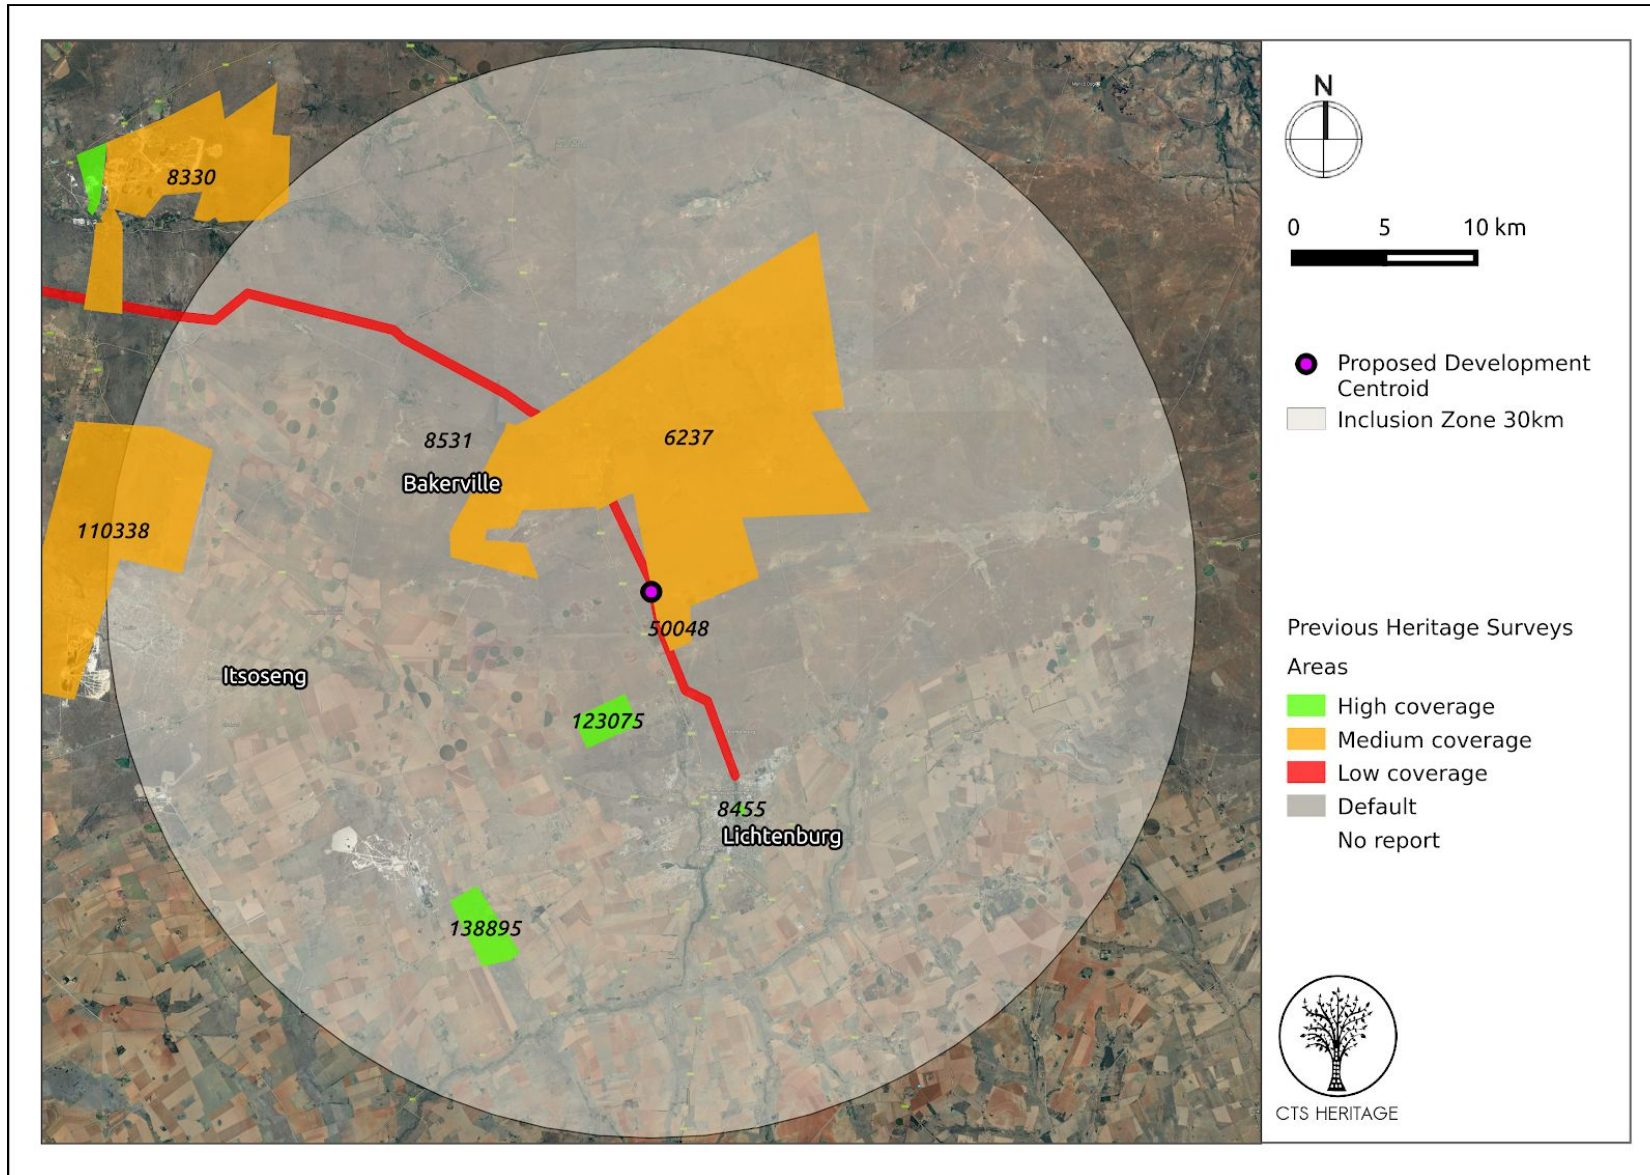 8330
8531
Bakerville
6237
110338
50048
Itsoseng
123075
8455
Lichtenburg
138895
N
0 5 10 km
Proposed Development
Centroid
Inclusion Zone 30km
Previous Heritage Surveys
Areas
High coverage
Medium coverage
Low coverage
Default
No report
CTS HERITAGE